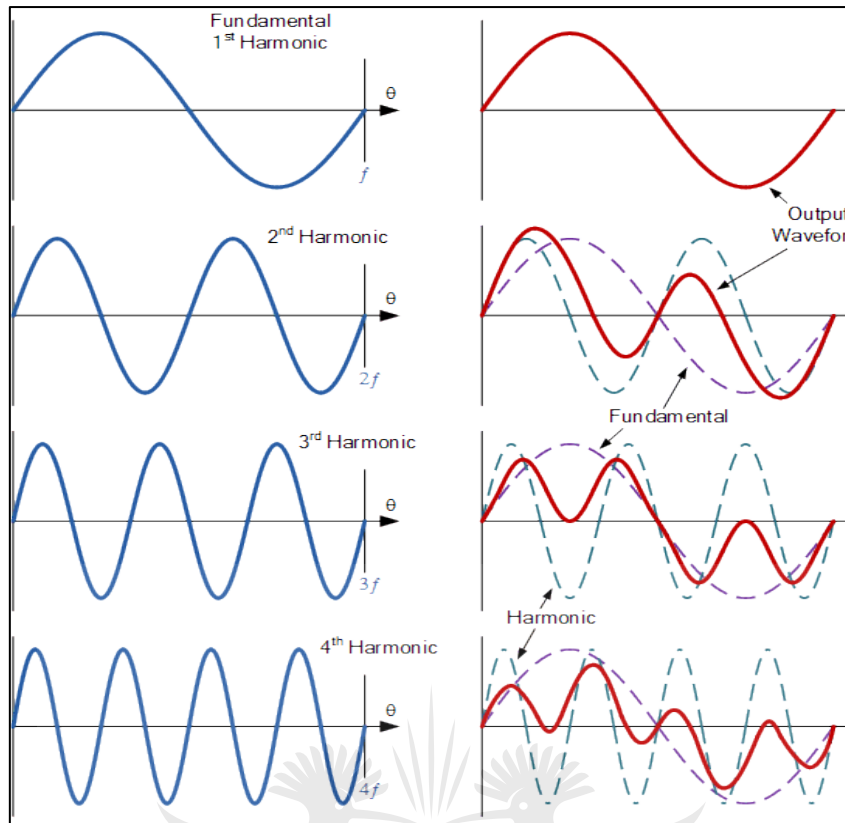 Fundamental
1st Harmonic
θ
f
Output
Wavefor
2nd Harmonic
θ
2f
Fundamental
3rd Harmonic
θ
3f
Harmonic
4th Harmonic
θ
4f